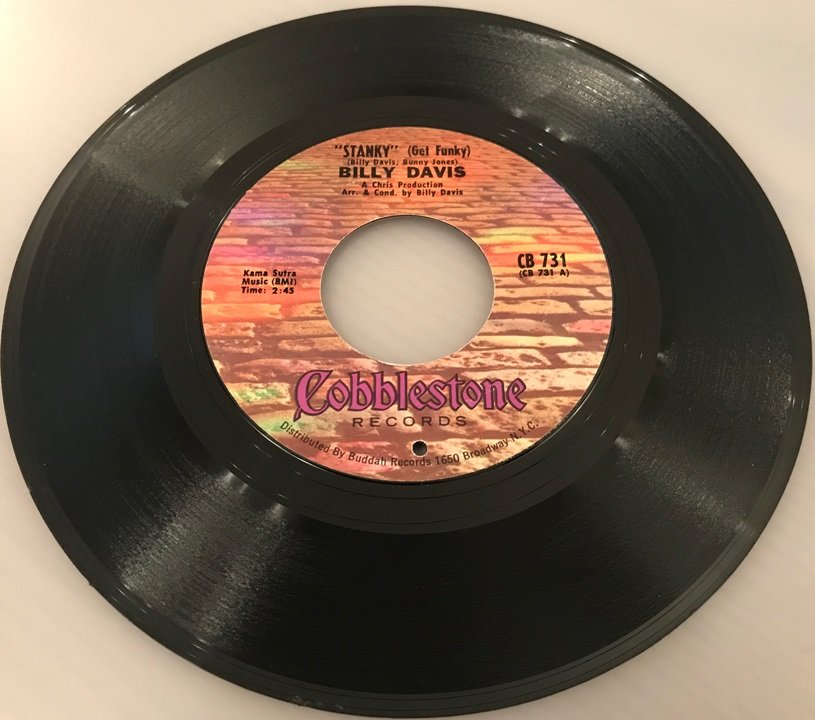 "STANKY" (Get Funky)
(Billy Davis, Bunny Jones)
BILLY DAVIS
A Chris Production
Arr. & Cond. by Billy Davis
Kama Sutra
Music (BMI)
Time: 2:45
CB 731
(CB 731 A)
Cobblestone
RECORDS
Distributed By Buddah Records 1650 Broadway N.Y.C.